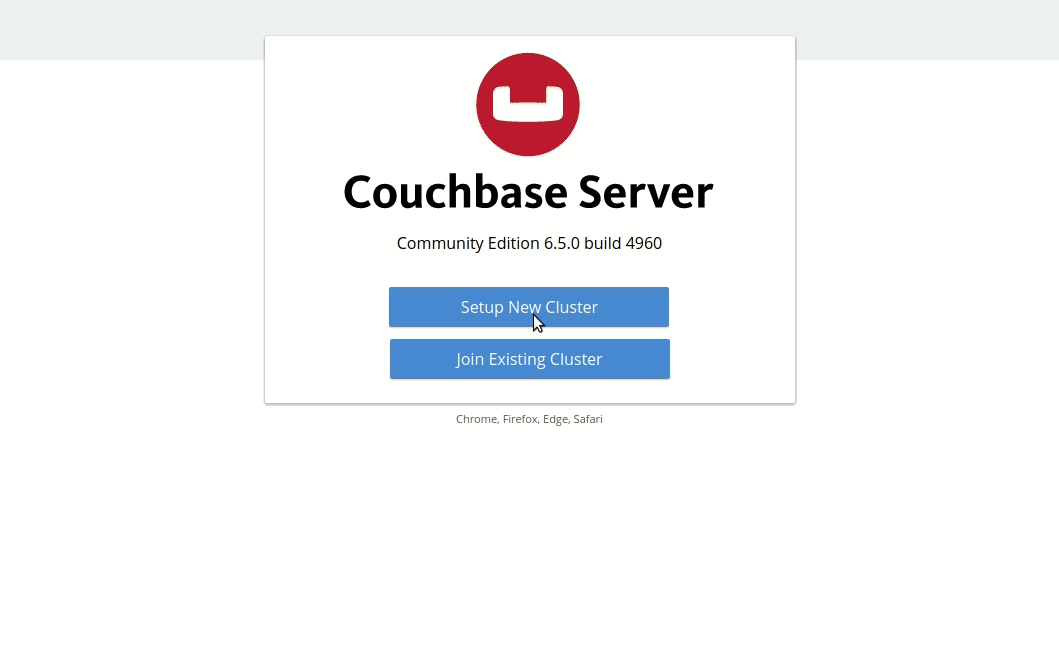 Couchbase Server
Community Edition 6.5.0 build 4960
Setup New Cluster
Join Existing Cluster
Chrome, Firefox, Edge, Safari